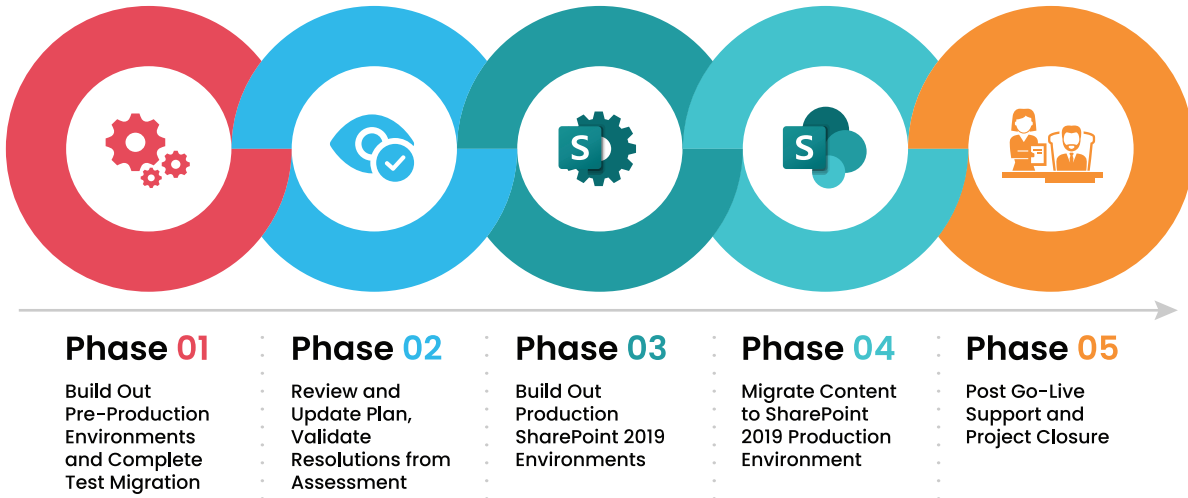 S
S
Phase 01
Build Out
Pre-Production
Environments
and Complete
Test Migration
Phase 02
Review and
Update Plan,
Validate
Resolutions from
Assessment
Phase 03
Build Out
Production
SharePoint 2019
Environments
Phase 04
Migrate Content
to SharePoint
2019 Production
Environment
Phase 05
Post Go-Live
Support and
Project Closure